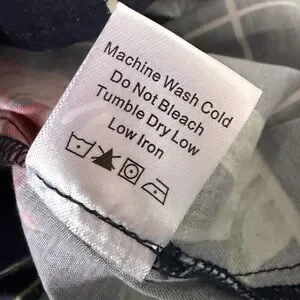 Machine Wash Cold
Do Not Bleach
Tumble Dry Low
Low Iron